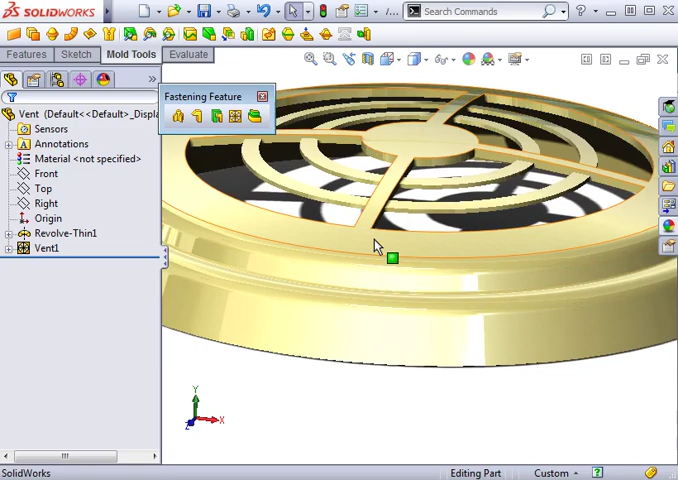 SOLIDWORKS
/...
Search Commands
Features
Sketch
Mold Tools
Evaluate
Fastening Feature
Vent (Default<<Default>_Displa
Sensors
Annotations
Material <not specified>
Front
Top
Right
Origin
Revolve-Thin1
Vent1
Y
X
Z
SolidWorks
Editing Part
Custom